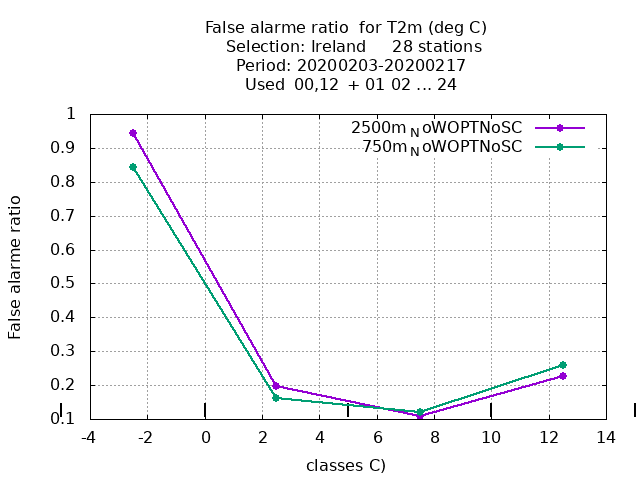 False alarme ratio  for T2m (deg C)
Selection: Ireland     28 stations
Period: 20200203-20200217
Used  00,12  + 01 02 ... 24
2500m_NoWOPTNoSC
750m_NoWOPTNoSC
False alarme ratio
1
0.9
0.8
0.7
0.6
0.5
0.4
0.3
0.2
0.1
-4 -2 0 2 4 6 8 10 12 14
classes C)